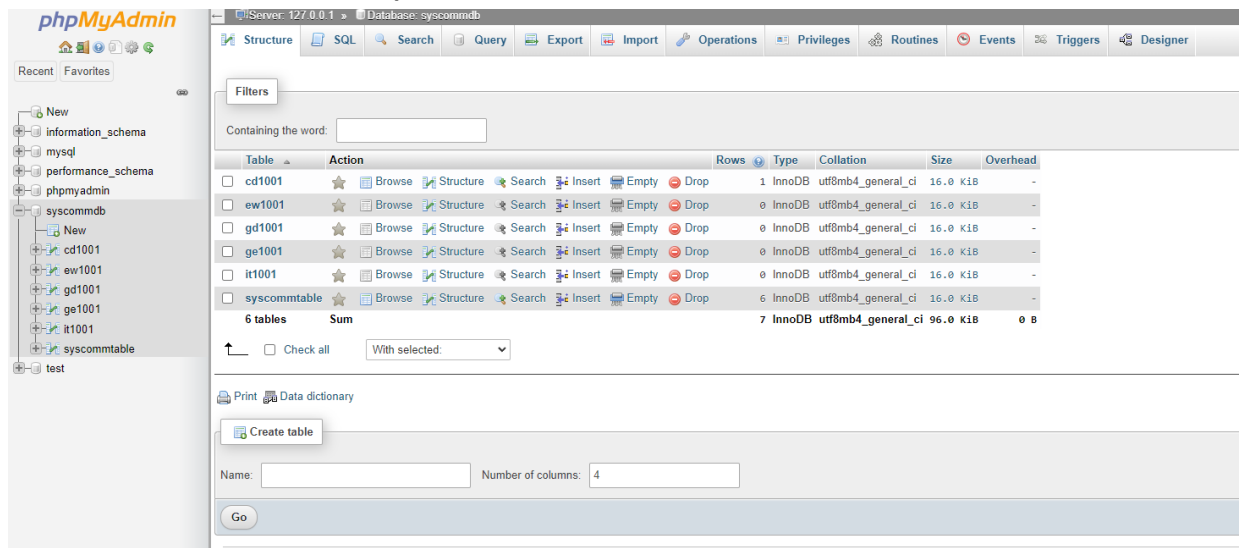 phpMyAdmin
Recent Favorites
New
information_schema
mysql
performance_schema
phpmyadmin
syscommdb
New
cd1001
ew1001
gd1001
ge1001
it1001
syscommtable
test
Server: 127.0.0.1 » Database: syscommdb
Structure SQL Search Query Export Import Operations Privileges Routines Events Triggers Designer
Filters
Containing the word:
Table Action Rows Type Collation Size Overhead
cd1001 Browse Structure Search Insert Empty Drop 1 InnoDB utf8mb4_general_ci 16.0 KiB -
ew1001 Browse Structure Search Insert Empty Drop 0 InnoDB utf8mb4_general_ci 16.0 KiB -
gd1001 Browse Structure Search Insert Empty Drop 0 InnoDB utf8mb4_general_ci 16.0 KiB -
ge1001 Browse Structure Search Insert Empty Drop 0 InnoDB utf8mb4_general_ci 16.0 KiB -
it1001 Browse Structure Search Insert Empty Drop 0 InnoDB utf8mb4_general_ci 16.0 KiB -
syscommtable Browse Structure Search Insert Empty Drop 6 InnoDB utf8mb4_general_ci 16.0 KiB -
6 tables Sum 7 InnoDB utf8mb4_general_ci 96.0 KiB 0 B
Check all With selected:
Print Data dictionary
Create table
Name: Number of columns: 4
Go